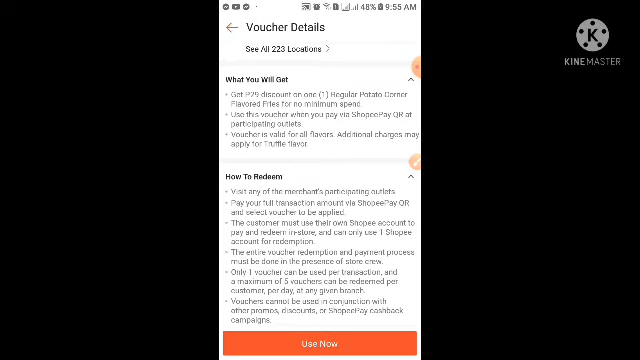 48% 9:55 AM
Voucher Details
See All 223 Locations
What You Will Get
• Get P29 discount on one (1) Regular Potato Corner
Flavored Fries for no minimum spend.
• Use this voucher when you pay via ShopeePay QR at
participating outlets.
• Voucher is valid for all flavors. Additional charges may
apply for Truffle flavor.
How To Redeem
• Visit any of the merchant's participating outlets.
• Pay your full transaction amount via ShopeePay QR
and select voucher to be applied.
• The customer must use their own Shopee account to
pay and redeem in-store, and can only use 1 Shopee
account for redemption.
• The entire voucher redemption and payment process
must be done in the presence of store crew.
• Only 1 voucher can be used per transaction, and
a maximum of 5 vouchers can be redeemed per
customer, per day, at any given branch.
• Vouchers cannot be used in conjunction with
other promos, discounts, or ShopeePay cashback
campaigns.
Use Now
K
KINEMASTER